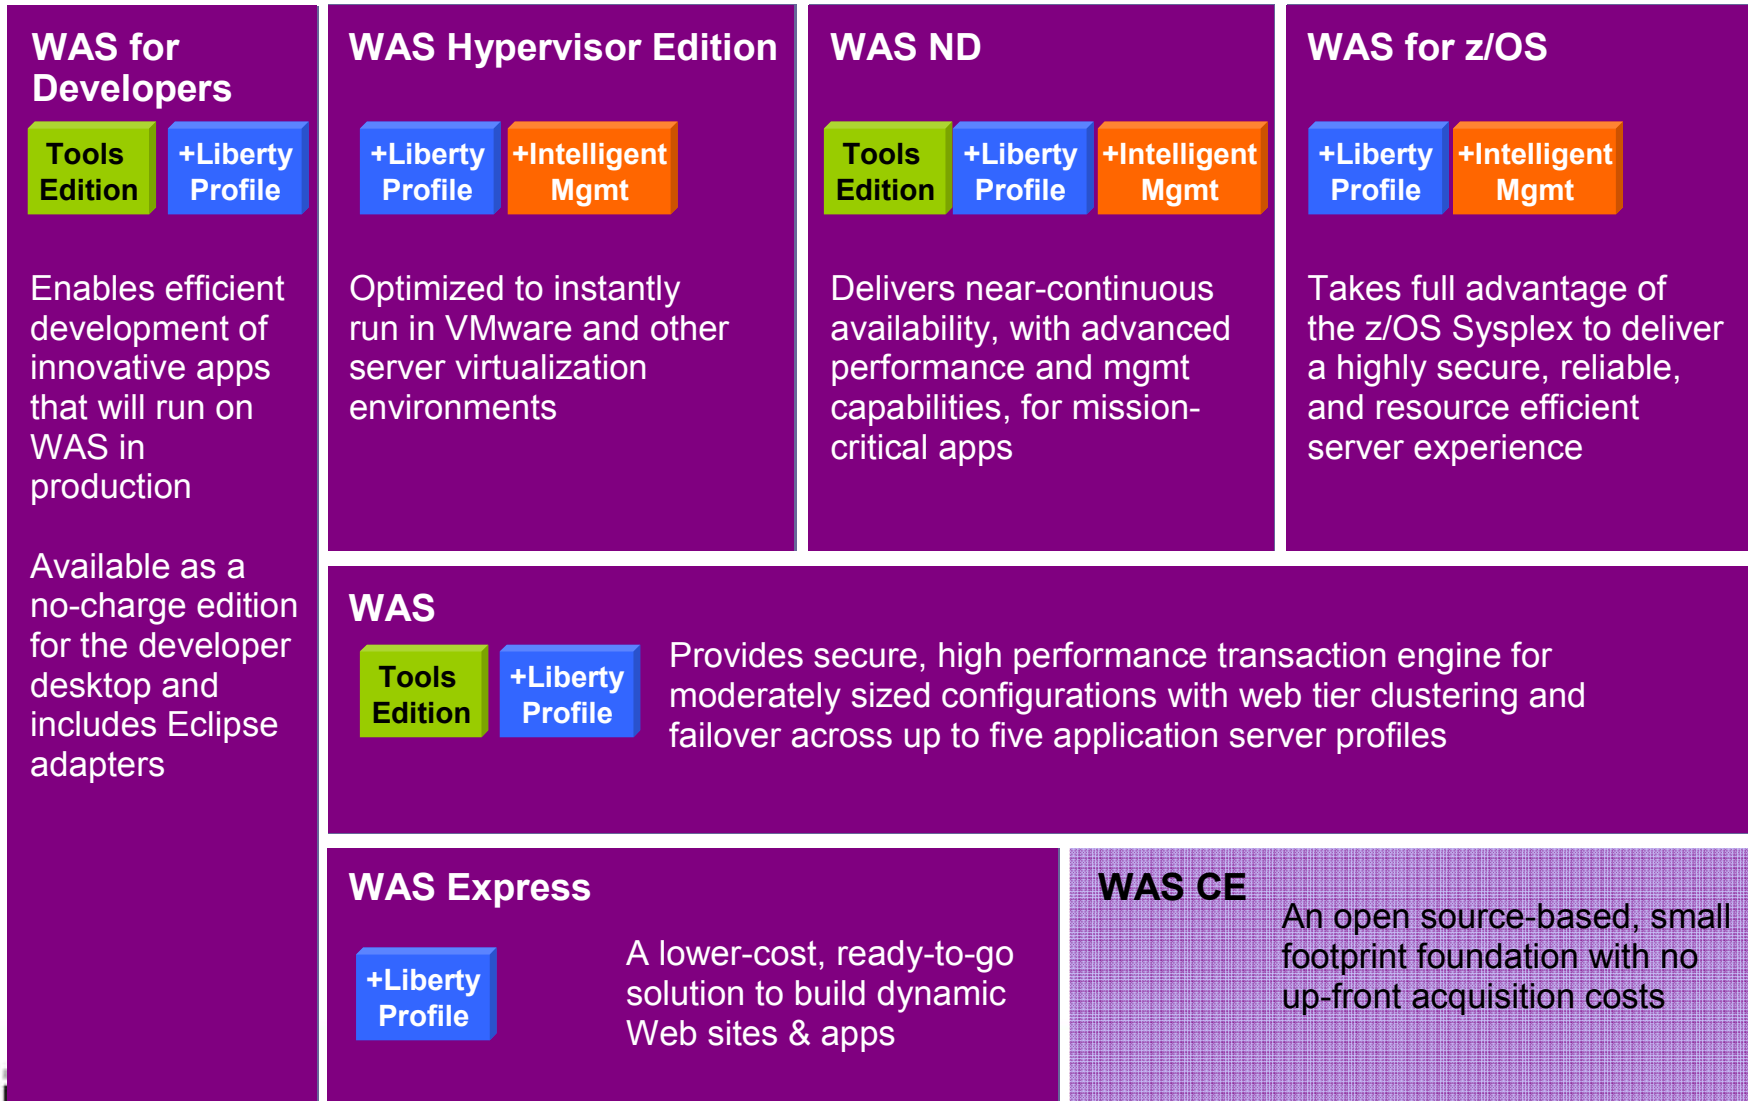 WAS for
Developers
Tools
Edition
+Liberty
Profile
Enables efficient
development of
innovative apps
that will run on
WAS in
production
Available as a
no-charge edition
for the developer
desktop and
includes Eclipse
adapters
WAS Hypervisor Edition
+Liberty
Profile
+Intelligent
Mgmt
Optimized to instantly
run in VMware and other
server virtualization
environments
WAS ND
Tools
Edition
+Liberty
Profile
+Intelligent
Mgmt
Delivers near-continuous
availability, with advanced
performance and mgmt
capabilities, for mission-
critical apps
WAS for z/OS
+Liberty
Profile
+Intelligent
Mgmt
Takes full advantage of
the z/OS Sysplex to deliver
a highly secure, reliable,
and resource efficient
server experience
WAS
Tools
Edition
+Liberty
Profile
Provides secure, high performance transaction engine for
moderately sized configurations with web tier clustering and
failover across up to five application server profiles
WAS Express
+Liberty
Profile
A lower-cost, ready-to-go
solution to build dynamic
Web sites & apps
WAS CE
An open source-based, small
footprint foundation with no
up-front acquisition costs